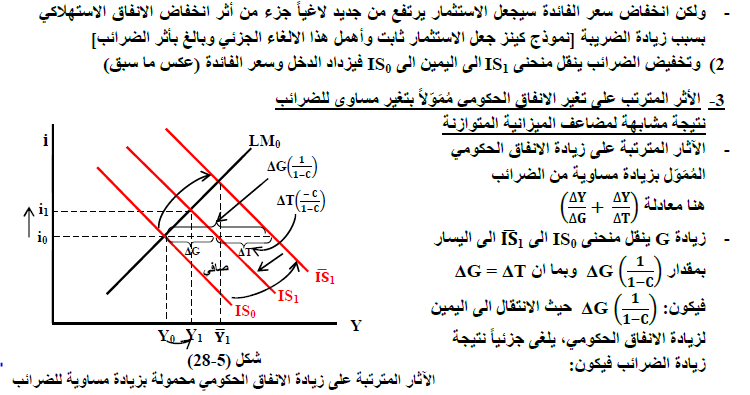 - ولكن انخفاض سعر الفائدة سيجعل الاستثمار يرتفع من جديد لاغياً جزء من أثر انخفاض الانفاق الاستهلاكي
بسبب زيادة الضريبة [نموذج كينز جعل الاستثمار ثابت وأهمل هذا الالغاء الجزئي وبالغ بأثر الضرائب]
2) وتخفيض الضرائب ينقل منحنى IS₁ الى اليمين الى IS₀ فيزداد الدخل وسعر الفائدة (عكس ما سبق)
3- الأثر المترتب على تغير الانفاق الحكومي مُمَوّلاً بتغير مساوي للضرائب
نتيجة مشابهة لمضاعف الميزانية المتوازنة
- الآثار المترتبة على زيادة الانفاق الحكومي
المُمَوّل بزيادة مساوية من الضرائب
هنا معادلة (ΔY/ΔG + ΔY/ΔT)
- زيادة G ينقل منحنى IS₀ الى I̅S̅₁ الى اليسار
بمقدار ΔG (1/1−C) وبما ان ΔG = ΔT
فيكون: ΔG (1/1−C) حيث الانتقال الى اليمين
لزيادة الانفاق الحكومي، يلغى جزئياً نتيجة
زيادة الضرائب فيكون:
i
LM₀
ΔG(1/1−C)
ΔT(−C/1−C)
i₁
i₀
ΔG
ΔT
صافي
I̅S̅₁
IS₁
IS₀
Y
Y₀ Y₁ Y̅₁
شكل (5-28)
الآثار المترتبة على زيادة الانفاق الحكومي محمولة بزيادة مساوية للضرائب